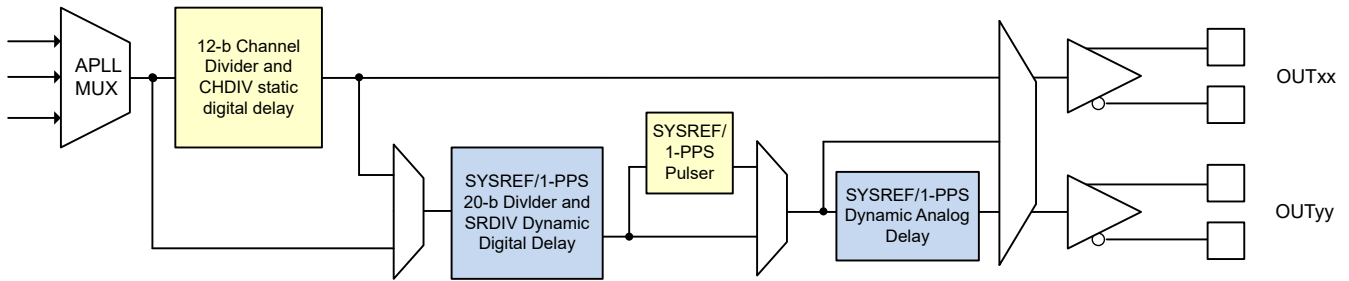 APLL
MUX
12-b Channel
Divider and
CHDIV static
digital delay
SYSREF/1-PPS
20-b Divlder and
SRDIV Dynamic
Digital Delay
SYSREF/
1-PPS
Pulser
SYSREF/1-PPS
Dynamic Analog
Delay
OUTxx
OUTyy